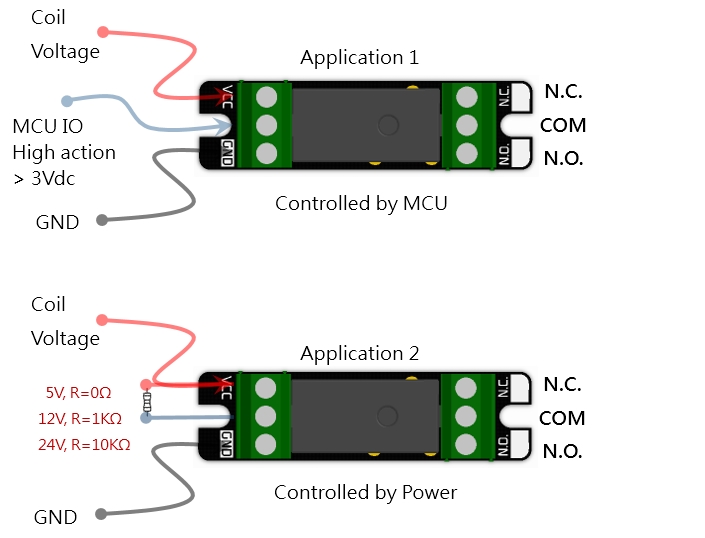 Coil
Voltage
Application 1
VCC
N.C.
N.C.
COM
MCU IO
High action
> 3Vdc
GND
N.O.
N.O.
Controlled by MCU
GND
Coil
Voltage
Application 2
VCC
N.C.
N.C.
5V, R=0Ω
12V, R=1KΩ
COM
24V, R=10KΩ
GND
N.O.
N.O.
Controlled by Power
GND